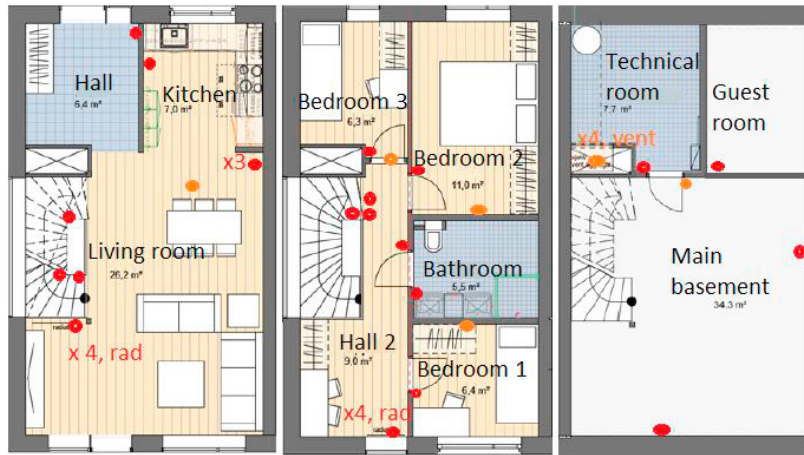 Hall
6,4 m²
Kitchen
7,0 m²
x3
Living room
26,2 m²
x 4, rad
Bedroom 3
6,3 m²
Bedroom 2
11,0 m²
Bathroom
5,5 m²
Hall 2
9,0 m²
Bedroom 1
6,4 m²
x4, rad
Technical
room
7.7 m²
x4, vent
Guest
room
Main
basement
34.3 m²